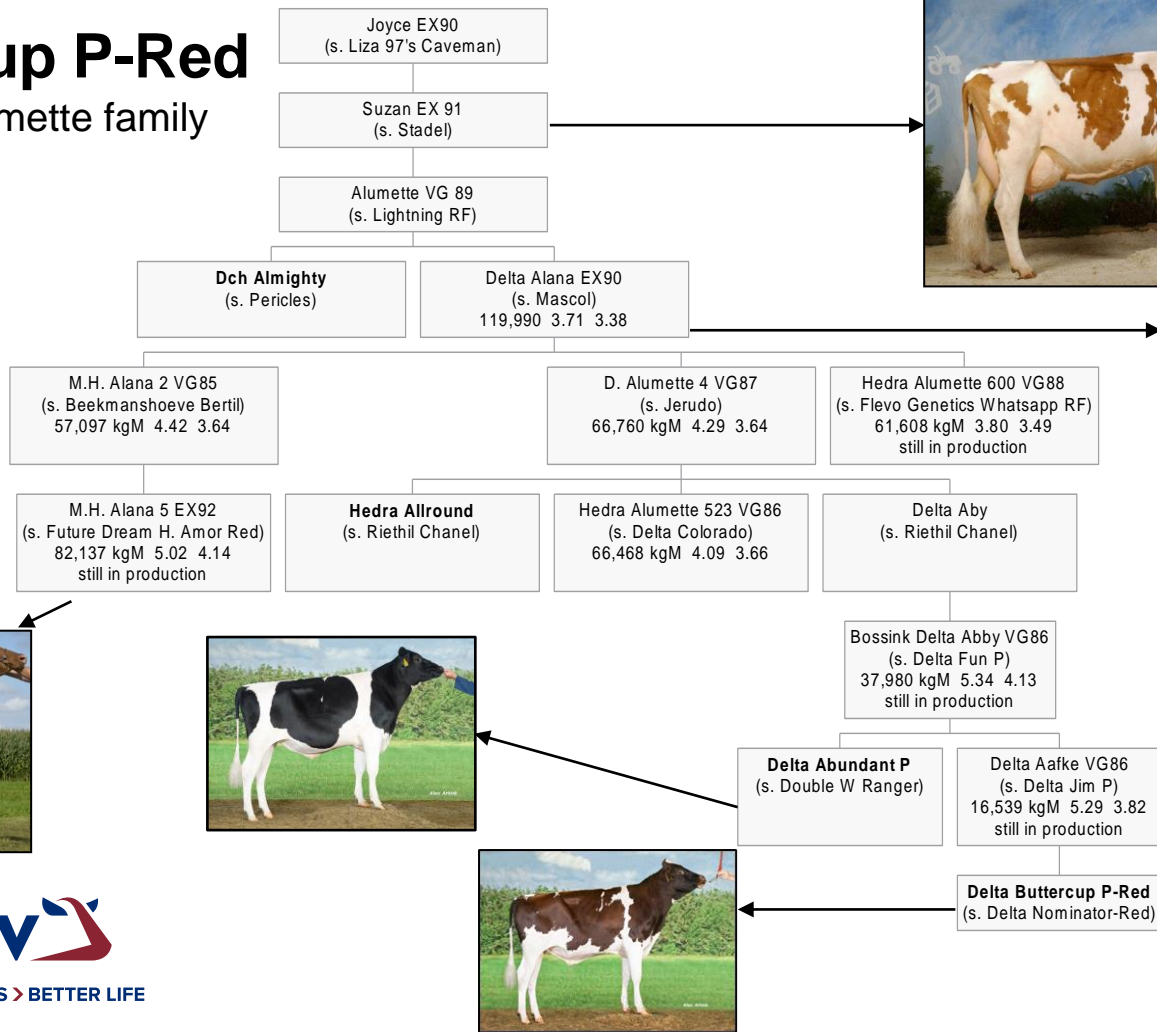 up P-Red
mette family
Joyce EX90
(s. Liza 97's Caveman)
Suzan EX 91
(s. Stadel)
Alumette VG 89
(s. Lightning RF)
Dch Almighty
(s. Pericles)
Delta Alana EX90
(s. Mascol)
119,990 3.71 3.38
M.H. Alana 2 VG85
(s. Beekmanshoeve Bertil)
57,097 kgM 4.42 3.64
D. Alumette 4 VG87
(s. Jerudo)
66,760 kgM 4.29 3.64
Hedra Alumette 600 VG88
(s. Flevo Genetics Whatsapp RF)
61,608 kgM 3.80 3.49
still in production
M.H. Alana 5 EX92
(s. Future Dream H. Amor Red)
82,137 kgM 5.02 4.14
still in production
Hedra Allround
(s. Riethil Chanel)
Hedra Alumette 523 VG86
(s. Delta Colorado)
66,468 kgM 4.09 3.66
Delta Aby
(s. Riethil Chanel)
Bossink Delta Abby VG86
(s. Delta Fun P)
37,980 kgM 5.34 4.13
still in production
Delta Abundant P
(s. Double W Ranger)
Delta Aafke VG86
(s. Delta Jim P)
16,539 kgM 5.29 3.82
still in production
Delta Buttercup P-Red
(s. Delta Nominator-Red)
V
S > BETTER LIFE